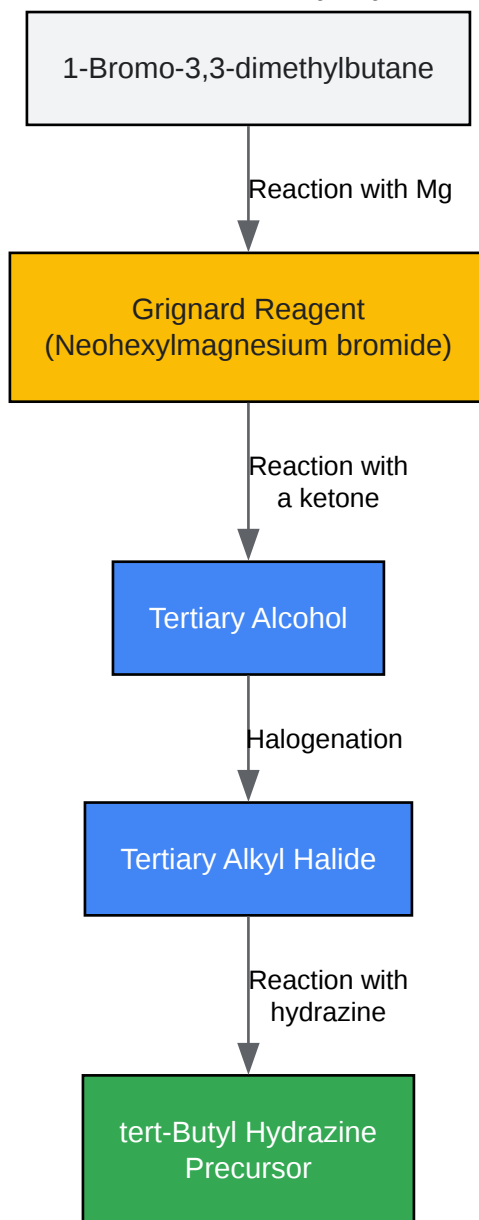 1-Bromo-3,3-dimethylbutane
Reaction with Mg
Grignard Reagent
(Neohexylmagnesium bromide)
Reaction with
a ketone
Tertiary Alcohol
Halogenation
Tertiary Alkyl Halide
Reaction with
hydrazine
tert-Butyl Hydrazine
Precursor